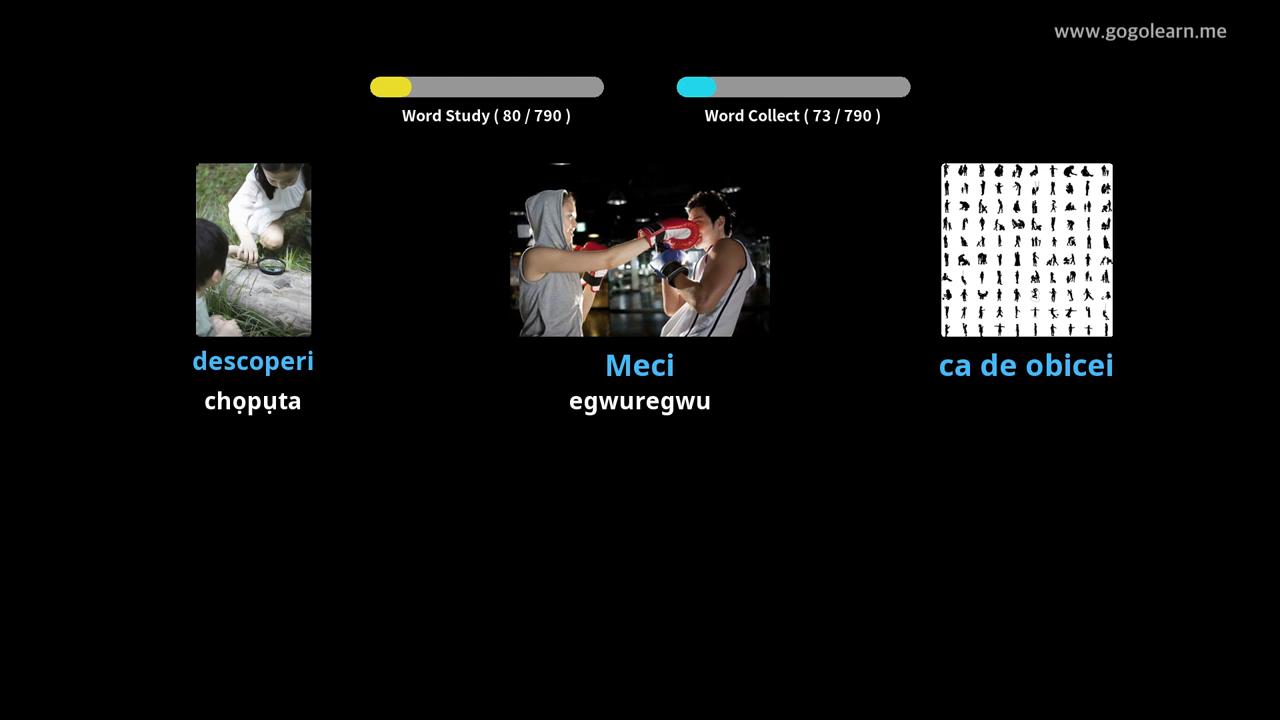 www.gogolearn.me
Word Study ( 80 / 790 )
Word Collect ( 73 / 790 )
descoperi
chọpụta
Meci
egwuregwu
ca de obicei